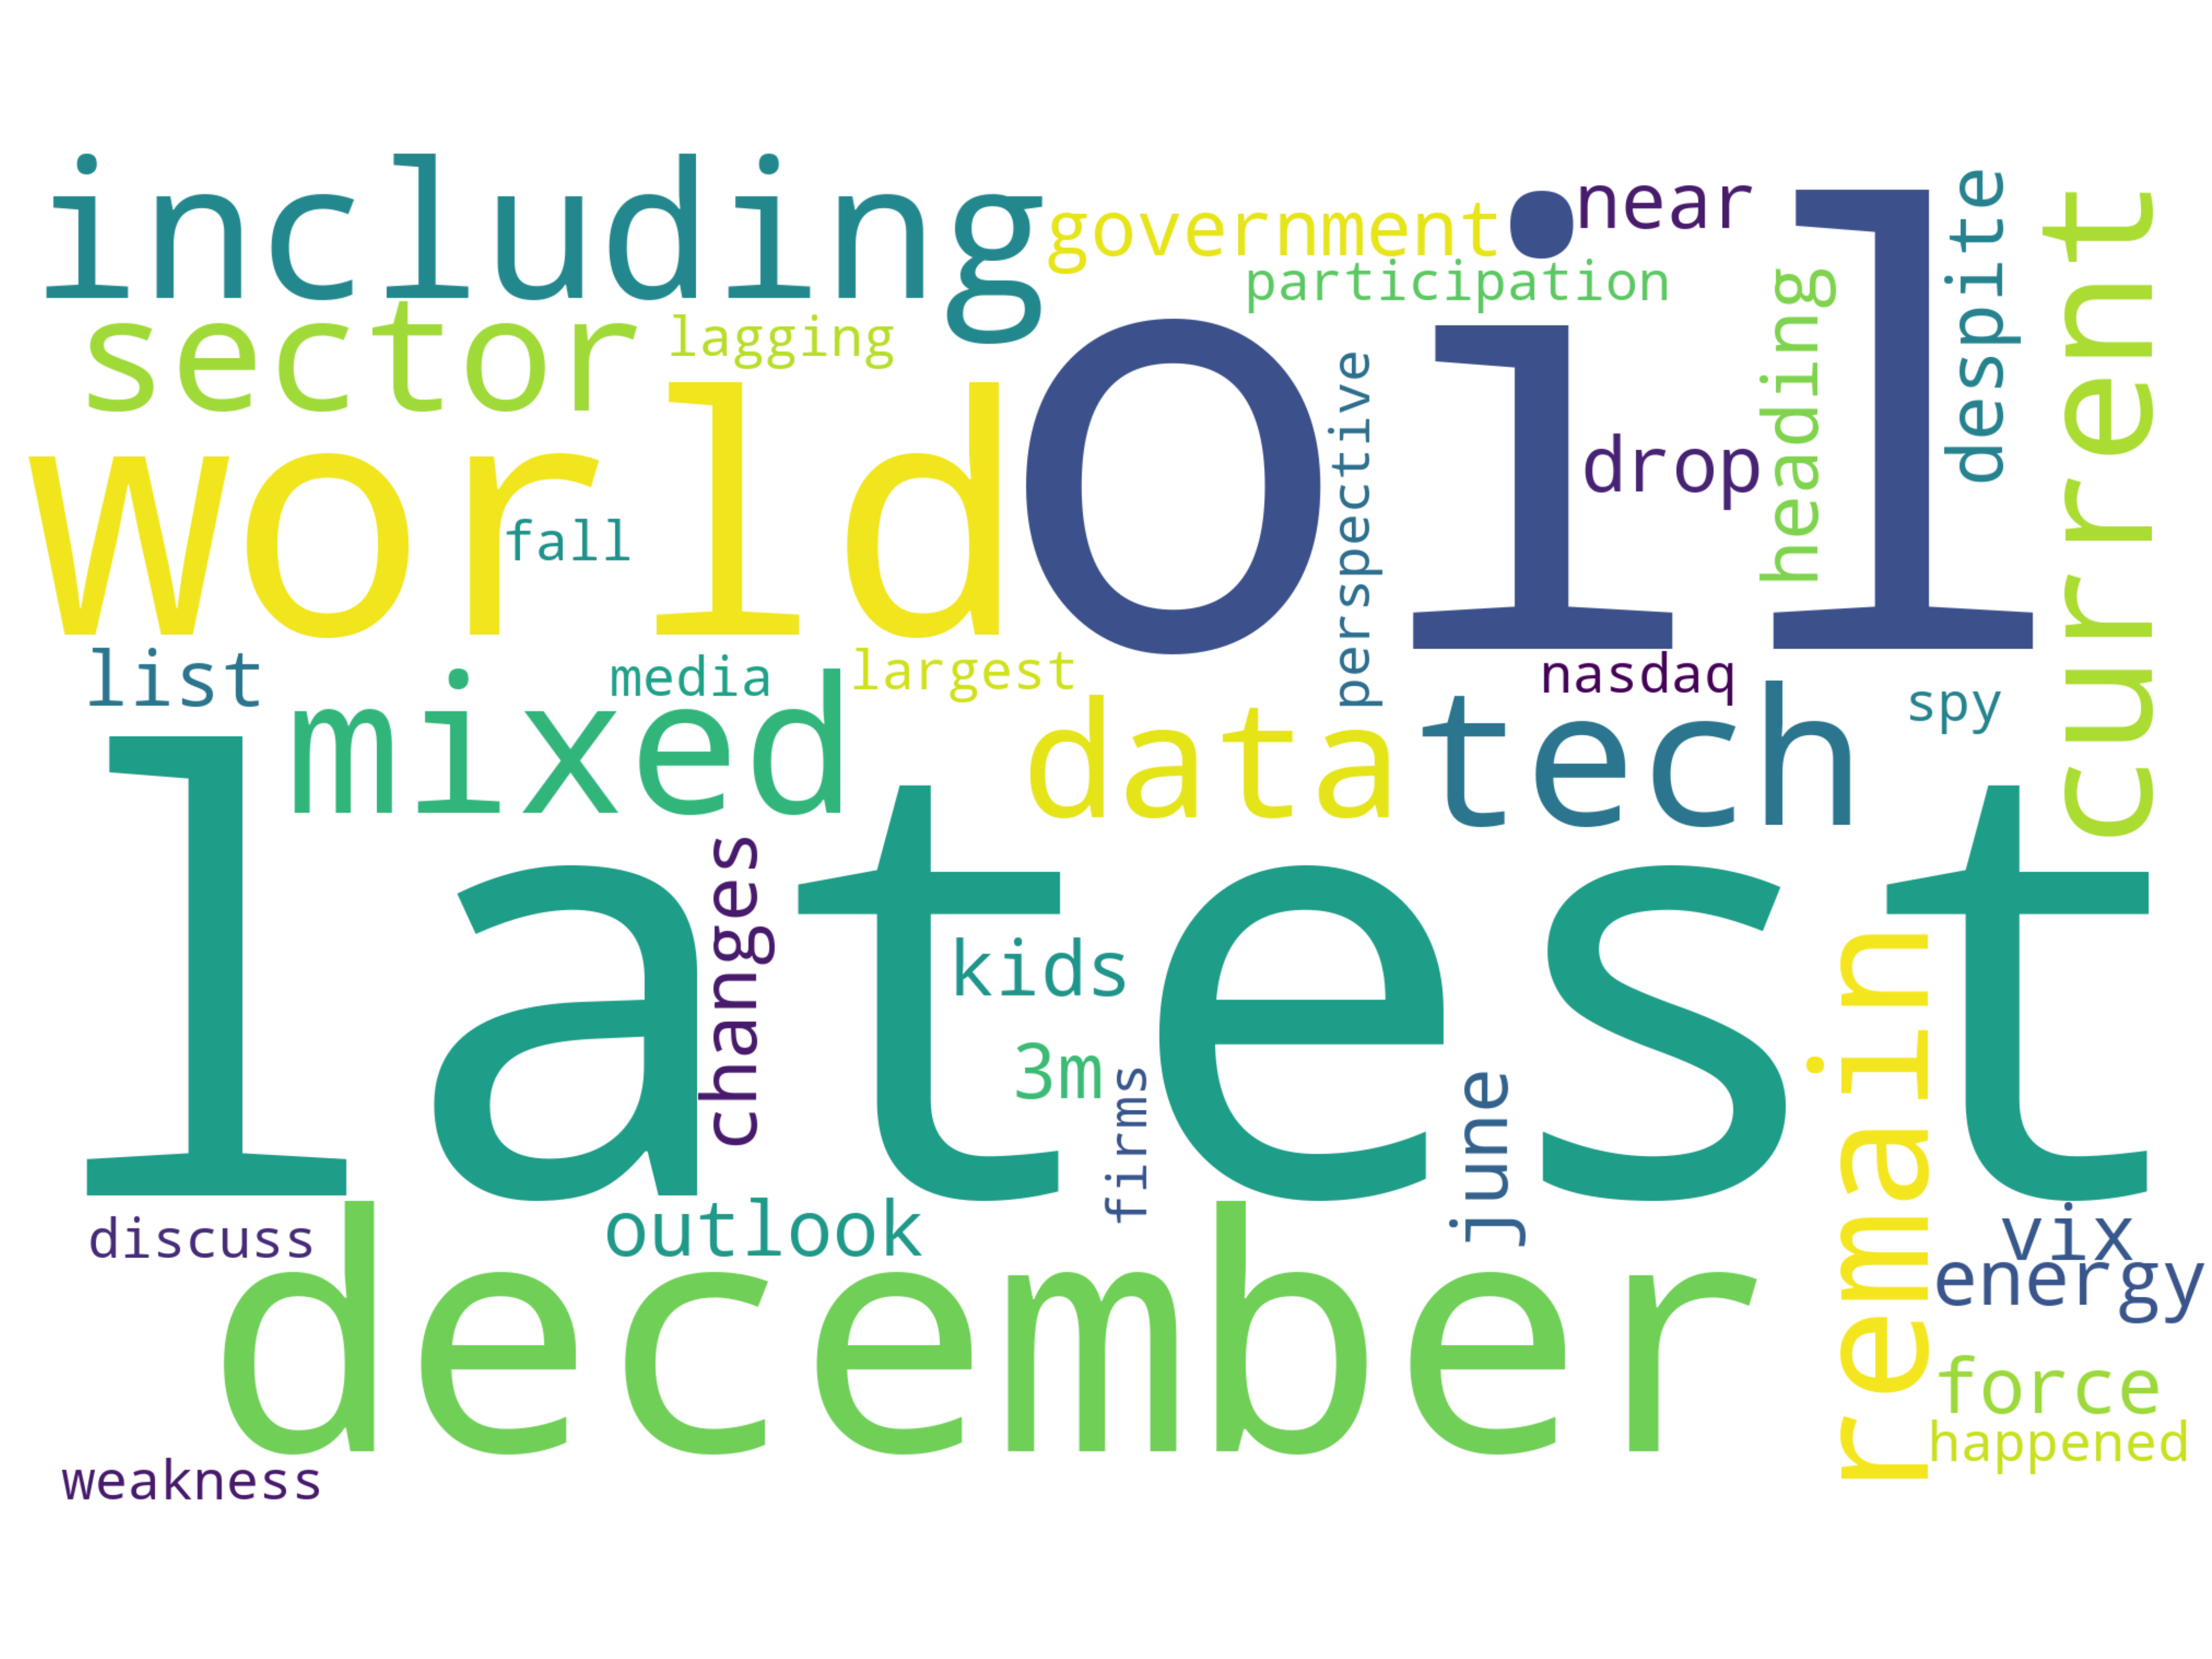 including
government
near
participation
despite
current
sector
lagging
heading
world
oil
perspective
drop
fall
list
media
largest
nasdaq
spy
mixed
data
tech
latest
changes
kids
3m
firms
june
remain
discuss
outlook
vix
energy
december
force
happened
weakness